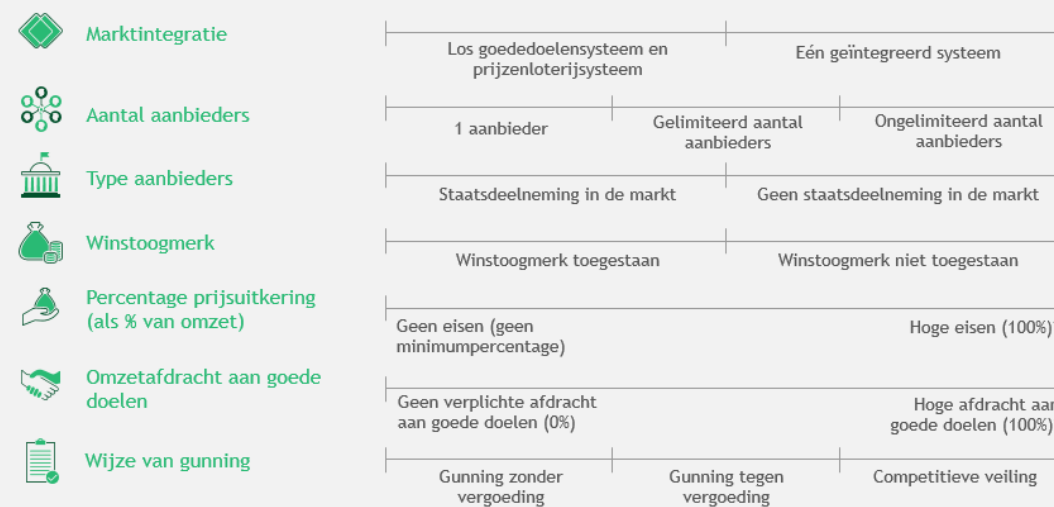 Marktintegratie
Los goededoelensysteem en
prijzenloterijsysteem
Eén geïntegreerd systeem
Aantal aanbieders
1 aanbieder
Gelimiteerd aantal
aanbieders
Ongelimiteerd aantal
aanbieders
Type aanbieders
Staatsdeelneming in de markt
Geen staatsdeelneming in de markt
Winstoogmerk
Winstoogmerk toegestaan
Winstoogmerk niet toegestaan
Percentage prijsuitkering
(als % van omzet)
Geen eisen (geen
minimumpercentage)
Hoge eisen (100%)
Omzetafdracht aan goede
doelen
Geen verplichte afdracht
aan goede doelen (0%)
Hoge afdracht aan
goede doelen (100%)
Wijze van gunning
Gunning zonder
vergoeding
Gunning tegen
vergoeding
Competitieve veiling